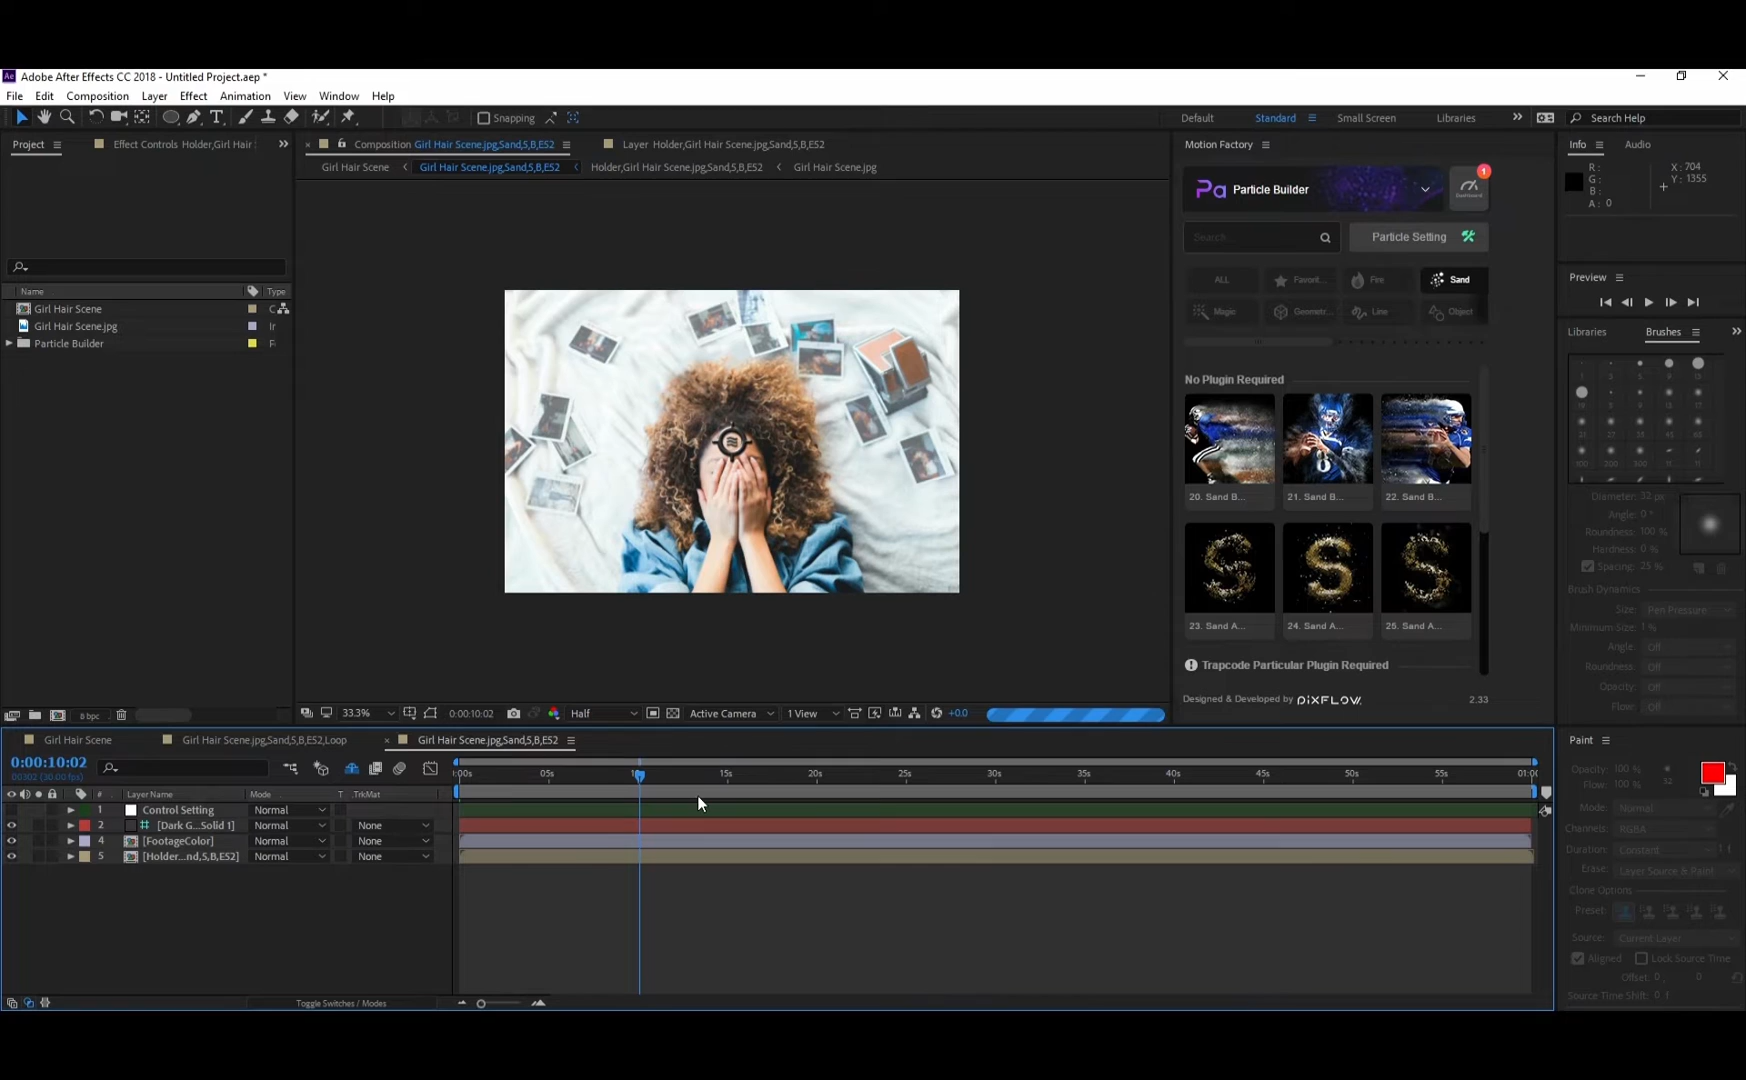 Adobe After Effects CC 2018 - Untitled Project.aep *
File Edit Composition Layer Effect Animation View Window Help
Snapping
Default Standard Small Screen Libraries Search Help
Project Effect Controls Holder,Girl Hair
Composition Girl Hair Scene.jpg,Sand,S,B,ES2
Layer Holder,Girl Hair Scene.jpg,Sand,S,B,ES2
Girl Hair Scene Girl Hair Scene.jpg,Sand,S,B,ES2 Holder,Girl Hair Scene.jpg,Sand,S,B,ES2 Girl Hair Scene.jpg
Name Type
Girl Hair Scene
Girl Hair Scene.jpg
Particle Builder
8 bpc
33.3% 0:00:10:02 Half Active Camera 1 View +0.0
Motion Factory
Pa Particle Builder
1
Dashboard
Search...
Particle Setting
ALL Favorit... Fire Sand
Magic Geometr... Line Object
No Plugin Required
20. Sand B... 21. Sand B... 22. Sand B...
23. Sand A... 24. Sand A... 25. Sand A...
Trapcode Particular Plugin Required
Designed & Developed by PIXFLOW 2.33
Info Audio
R: X: 704
G: Y: 1355
B:
A: 0
Preview
Libraries Brushes
Diameter: 32 px
Angle: 0°
Roundness: 100 %
Hardness: 0 %
Spacing: 25 %
Brush Dynamics
Size: Pen Pressure
Minimum Size: 1 %
Angle: Off
Roundness: Off
Opacity: Off
Flow: Off
Paint
Opacity: 100 %
Flow: 100 %
Mode: Normal
Channels: RGBA
Duration: Constant
Erase: Layer Source & Paint
Clone Options
Preset:
Source: Current Layer
Aligned Lock Source Time
Offset: 0 , 0
Source Time Shift: 0 f
Girl Hair Scene Girl Hair Scene.jpg,Sand,S,B,ES2,Loop Girl Hair Scene.jpg,Sand,S,B,ES2
0:00:10:02
00302 (30.00 fps)
:00s 05s 15s 20s 25s 30s 35s 40s 45s 50s 55s 01:0
# Layer Name Mode T .TrkMat
1 Control Setting Normal
2 [Dark G...Solid 1] Normal None
4 [FootageColor] Normal None
5 [Holder...nd,S,B,ES2] Normal None
Toggle Switches / Modes